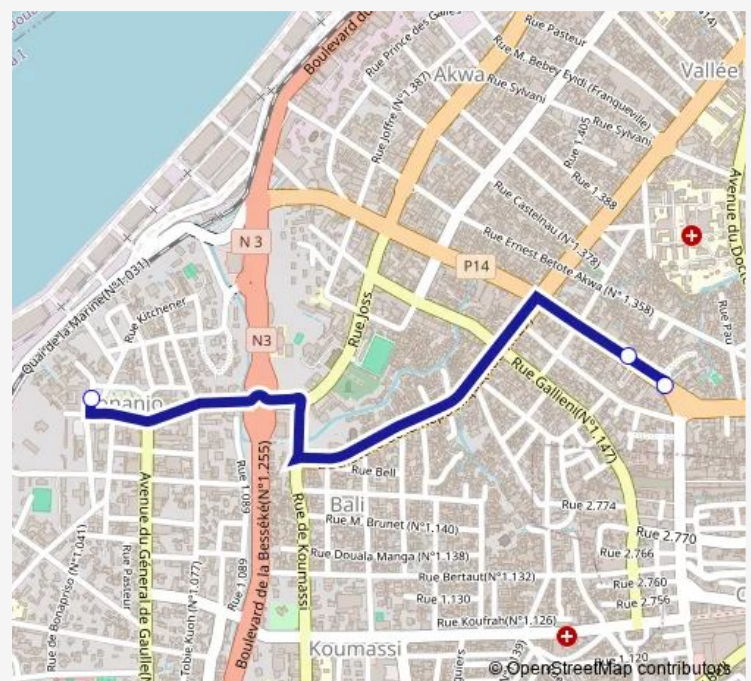 Boulevard du
Rue Prince des Galles
Rue Pasteur
Rue M. Bebey Eyidi (Franqueville)
Akwa
Rue Sylvani
Rue Sylvani
Vallée
Rue Joffre (N°1.387)
Rue 1.405
Rue 1.388
Avenue du Doc
Rue Castelnau (N°1.378)
Rue Ernest Betote Akwa (N° 1.358)
N 3
P14
Quai de la Marine(N°1.031)
Rue Kitchener
Rue Joss
N3
Rue Pau
Rue Gallieni(N°1.147)
nanjo
Rue Bell
Bali
Rue 2.774
Rue M. Brunet (N°1.140)
Rue 2.770
Rue Douala Manga (N°1.138)
Rue 2.766
Rue Bertaut(N°1.132)
Rue 2.760
Rue 1.130
Rue 2.756
Rue Koufrah(N°1.126)
Koumassi
Rue de Bonapriso (N°1.041)
Rue Pasteur
Avenue du Géneral de Gaulle(N
Tobie Kuoh (N°1.077)
Rue 1.089
Rue 1.089
Boulevard de la Besséké(N°1.255)
Rue de Koumassi
1.120
© OpenStreetMap contributors